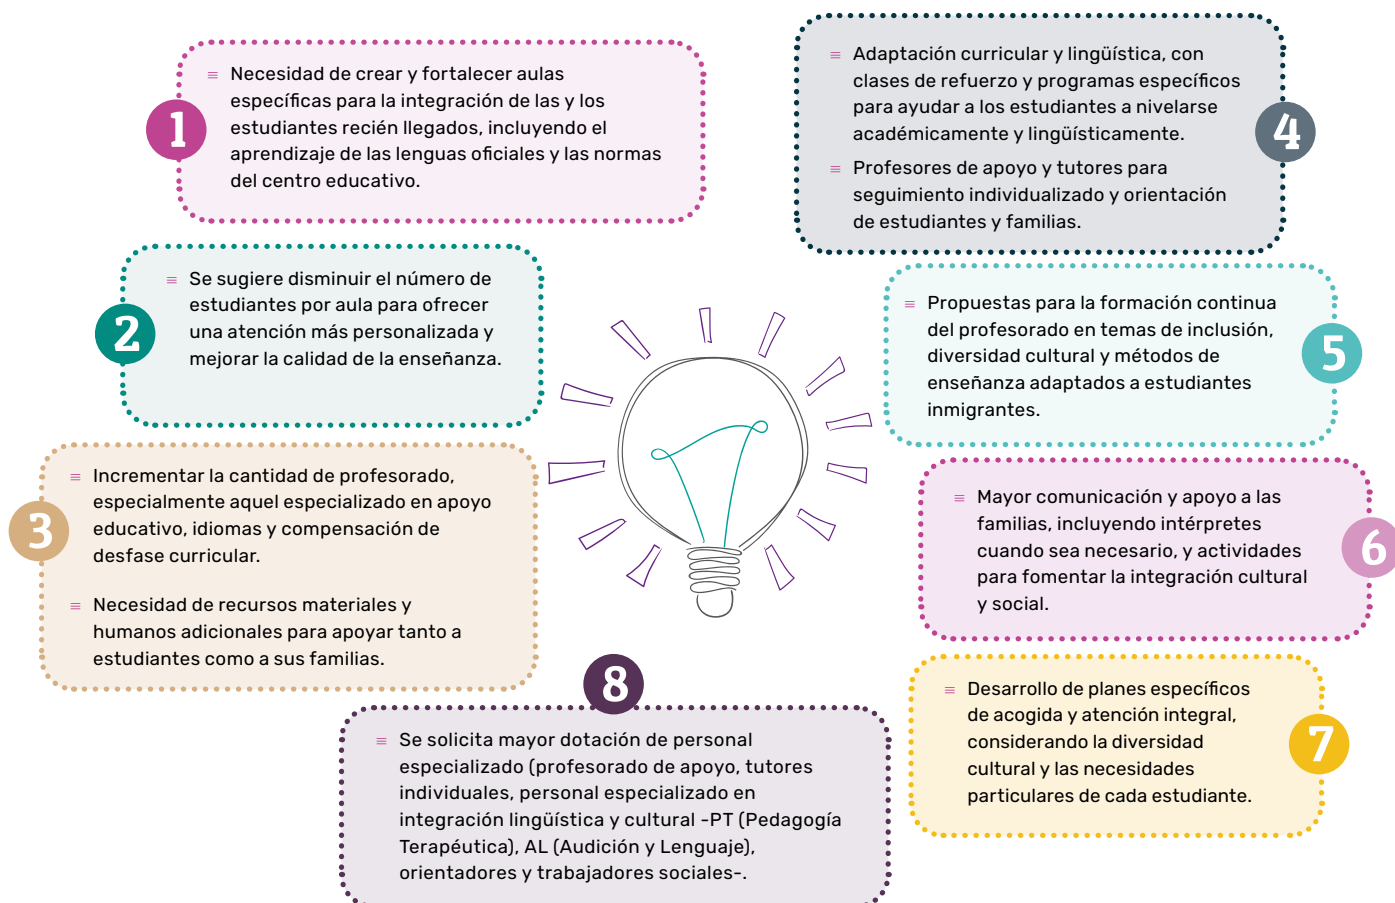 1
≡ Necesidad de crear y fortalecer aulas
específicas para la integración de las y los
estudiantes recién llegados, incluyendo el
aprendizaje de las lenguas oficiales y las normas
del centro educativo.
2
≡ Se sugiere disminuir el número de
estudiantes por aula para ofrecer
una atención más personalizada y
mejorar la calidad de la enseñanza.
3
≡ Incrementar la cantidad de profesorado,
especialmente aquel especializado en apoyo
educativo, idiomas y compensación de
desfase curricular.
≡ Necesidad de recursos materiales y
humanos adicionales para apoyar tanto a
estudiantes como a sus familias.
4
≡ Adaptación curricular y lingüística, con
clases de refuerzo y programas específicos
para ayudar a los estudiantes a nivelarse
académicamente y lingüísticamente.
≡ Profesores de apoyo y tutores para
seguimiento individualizado y orientación
de estudiantes y familias.
5
≡ Propuestas para la formación continua
del profesorado en temas de inclusión,
diversidad cultural y métodos de
enseñanza adaptados a estudiantes
inmigrantes.
6
≡ Mayor comunicación y apoyo a las
familias, incluyendo intérpretes
cuando sea necesario, y actividades
para fomentar la integración cultural
y social.
7
≡ Desarrollo de planes específicos
de acogida y atención integral,
considerando la diversidad
cultural y las necesidades
particulares de cada estudiante.
8
≡ Se solicita mayor dotación de personal
especializado (profesorado de apoyo, tutores
individuales, personal especializado en
integración lingüística y cultural -PT (Pedagogía
Terapéutica), AL (Audición y Lenguaje),
orientadores y trabajadores sociales-.